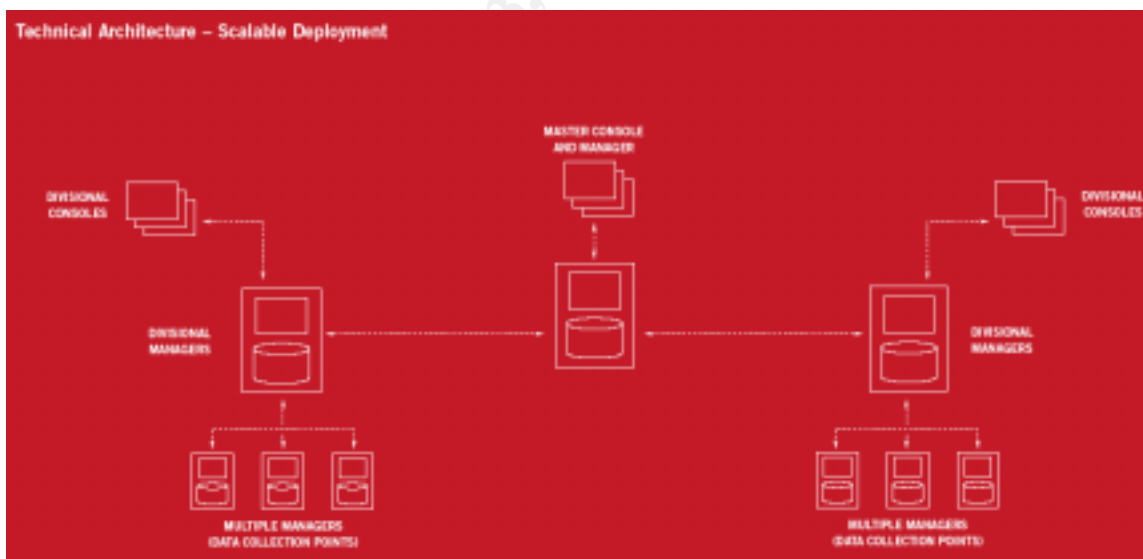 Technical Architecture – Scalable Deployment
MASTER CONSOLE
AND MANAGER
DIVISIONAL
CONSOLES
DIVISIONAL
CONSOLES
DIVISIONAL
MANAGERS
DIVISIONAL
MANAGERS
MULTIPLE MANAGERS
(DATA COLLECTION POINTS)
MULTIPLE MANAGERS
(DATA COLLECTION POINTS)